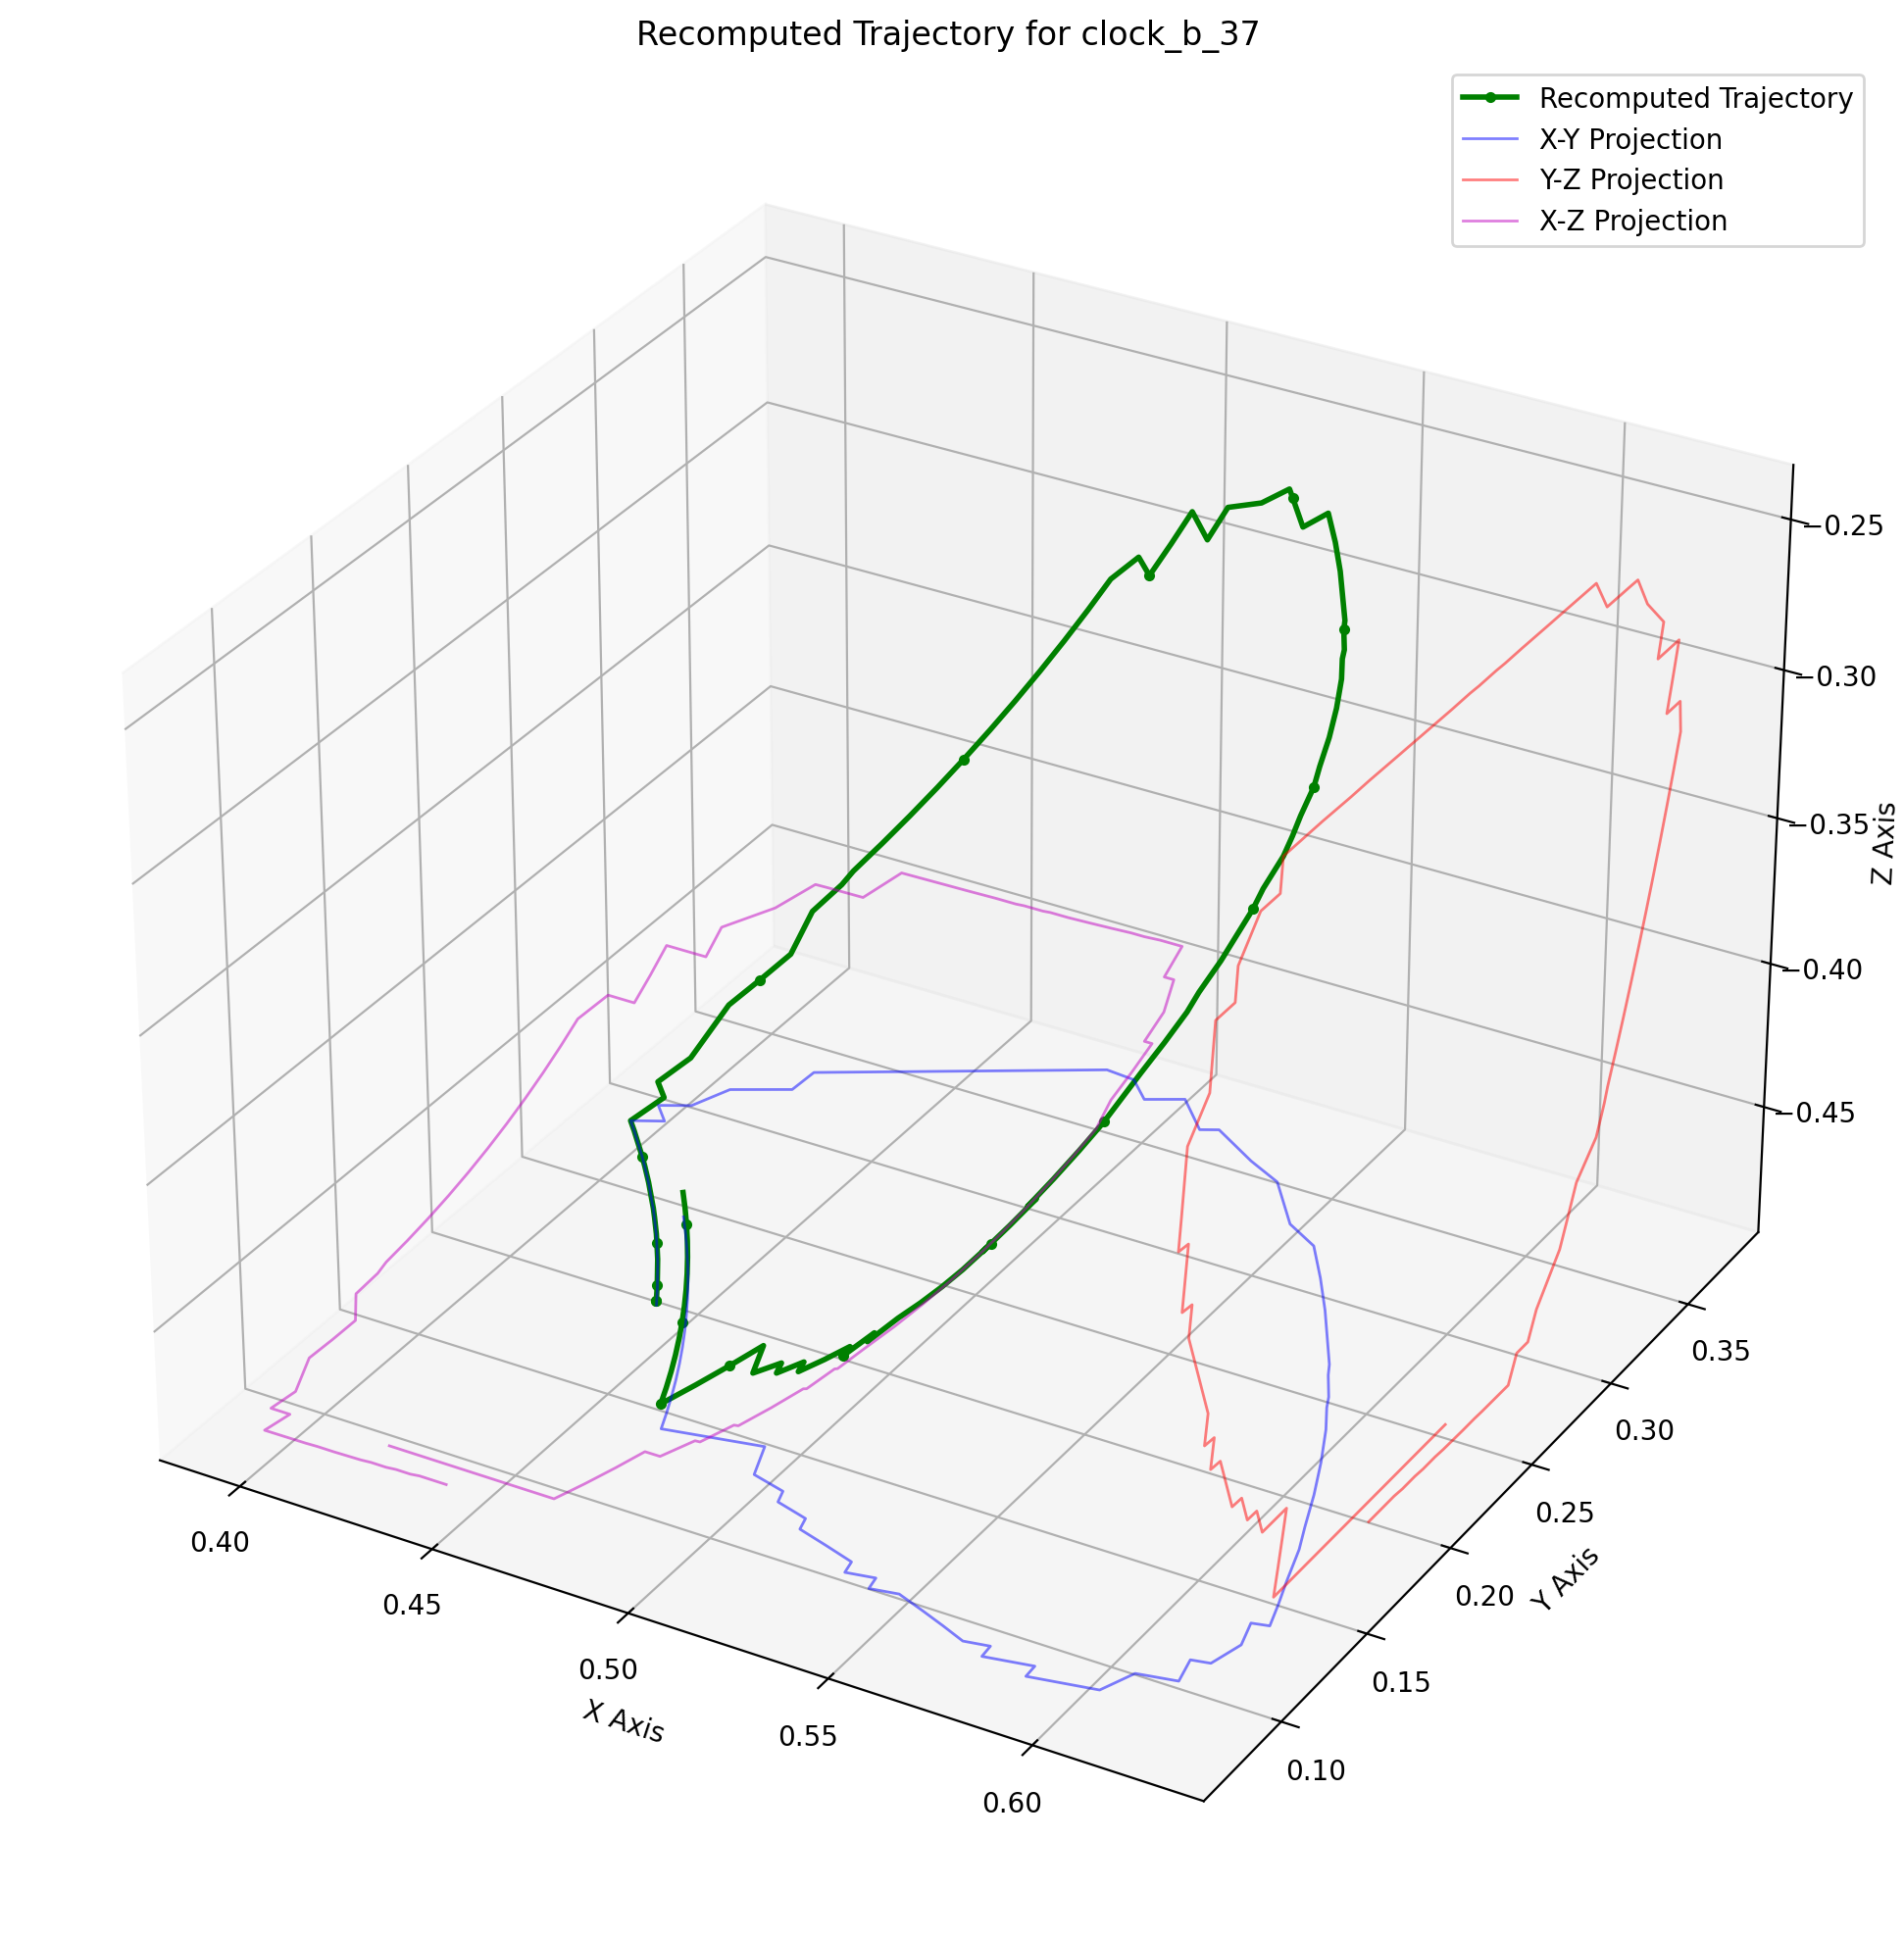 Recomputed Trajectory for clock_b_37
Recomputed Trajectory
X-Y Projection
Y-Z Projection
X-Z Projection
−0.25
−0.30
−0.35
−0.40
−0.45
Z Axis
0.35
0.30
0.25
0.20
0.15
0.10
Y Axis
0.40
0.45
0.50
0.55
0.60
X Axis